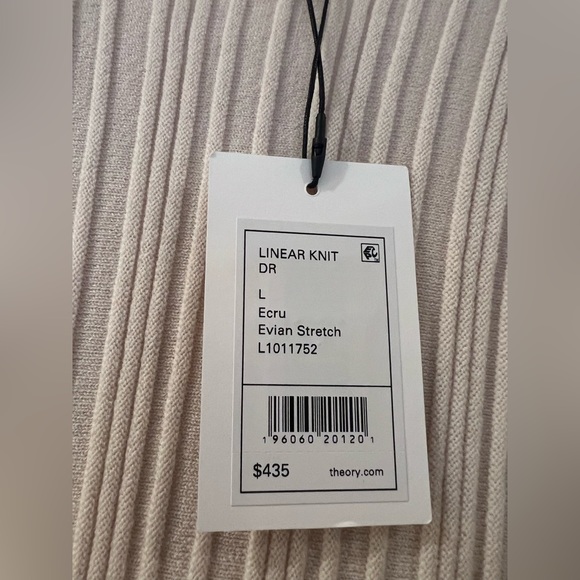 LINEAR KNIT
DR
L
Ecru
Evian Stretch
L1011752
1 96060 20120 1
$435 theory.com